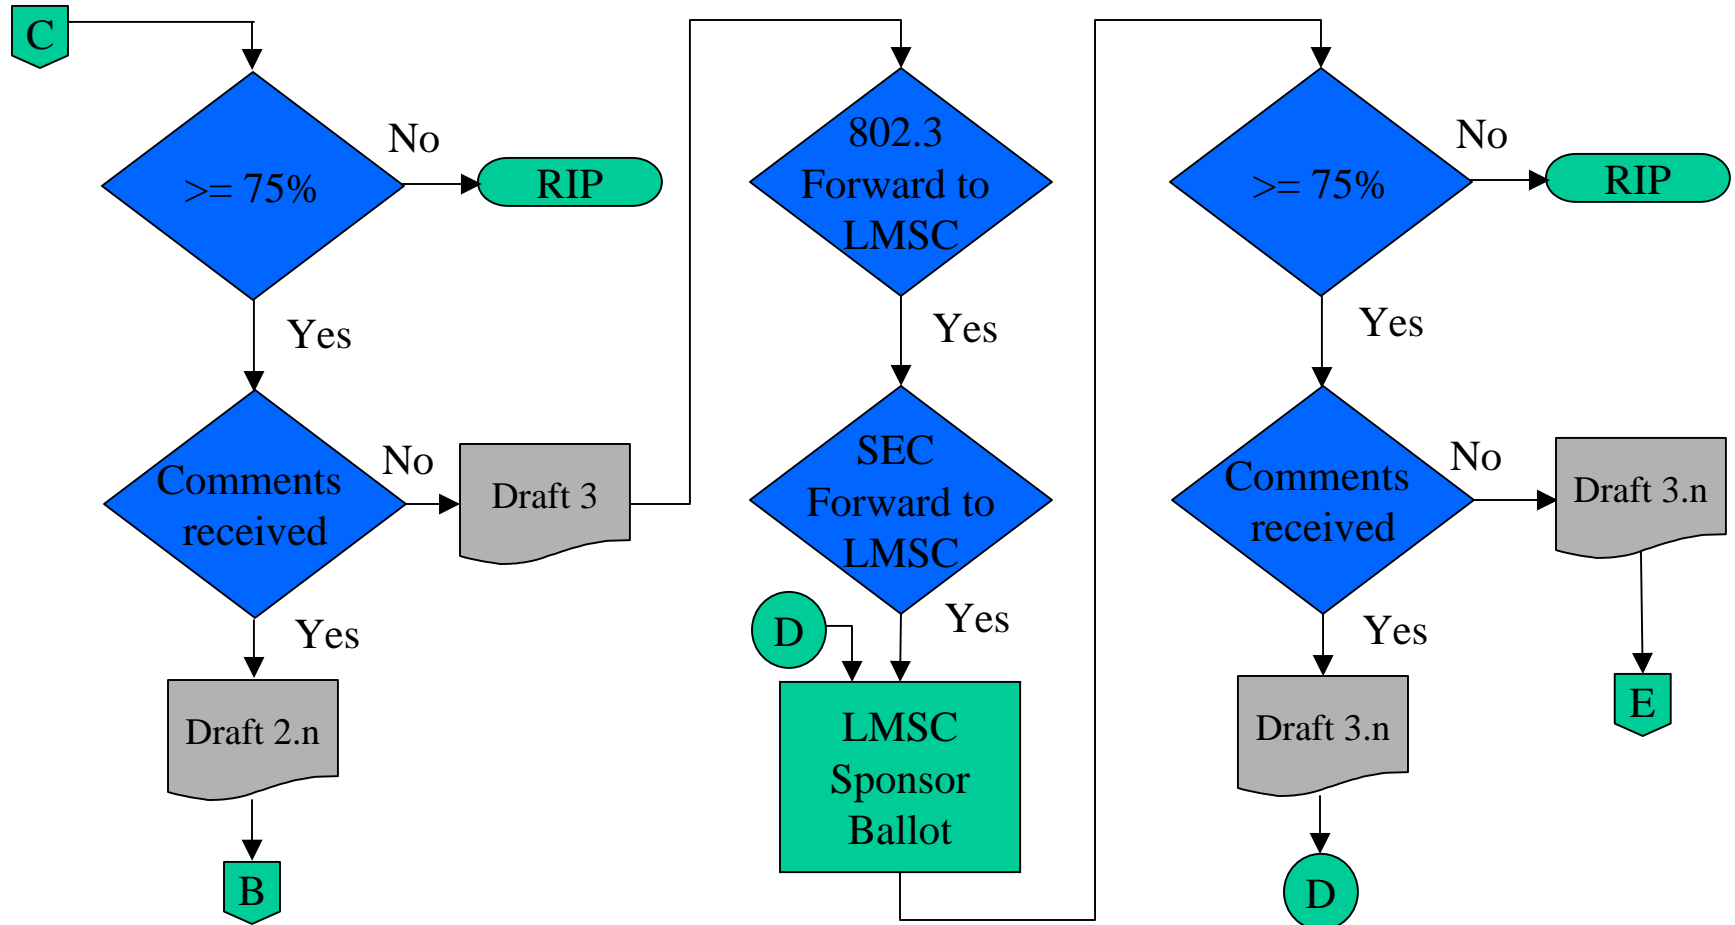 C
>= 75%
No
RIP
Yes
Comments
received
No
Draft 3
Yes
Draft 2.n
B
802.3
Forward to
LMSC
Yes
SEC
Forward to
LMSC
Yes
D
LMSC
Sponsor
Ballot
>= 75%
No
RIP
Yes
Comments
received
No
Draft 3.n
E
Yes
Draft 3.n
D